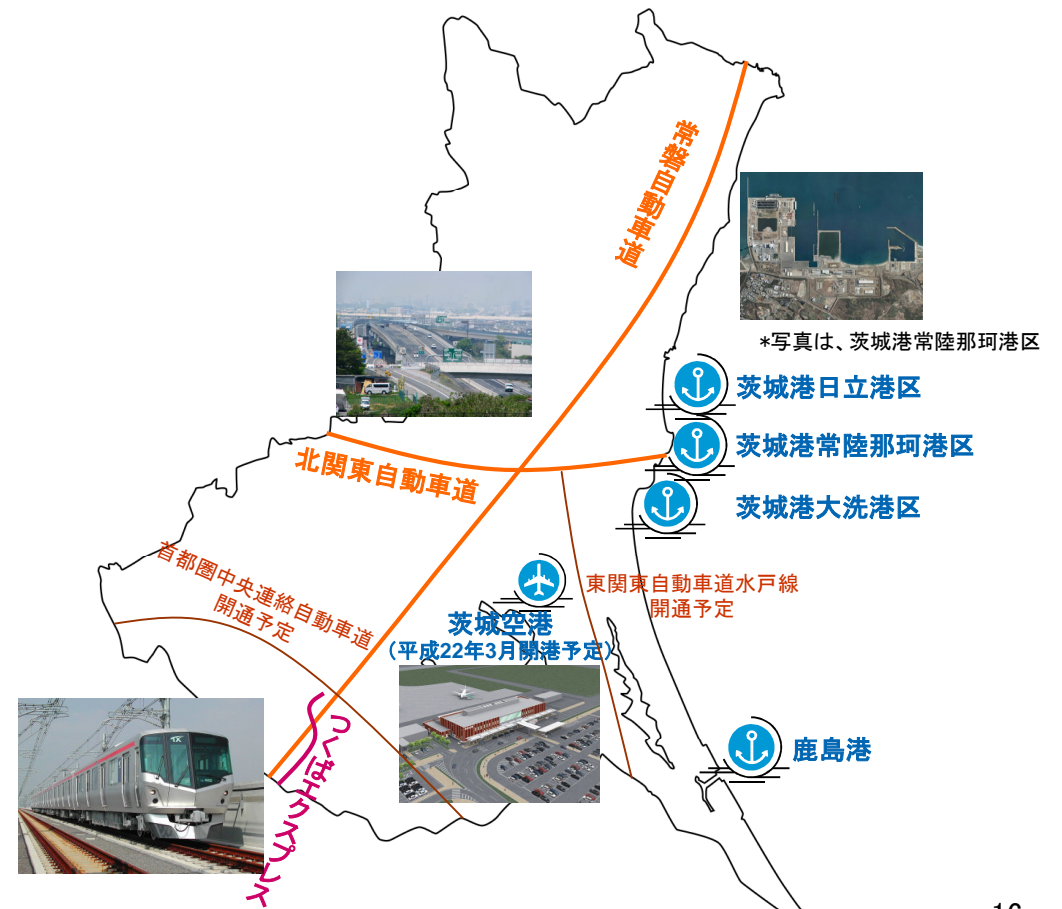 常磐自動車道
*写真は、茨城港常陸那珂港区
茨城港日立港区
茨城港常陸那珂港区
北関東自動車道
茨城港大洗港区
首都圏中央連絡自動車道
開通予定
東関東自動車道水戸線
開通予定
茨城空港
（平成22年3月開港予定）
つくばエクスプレス
鹿島港